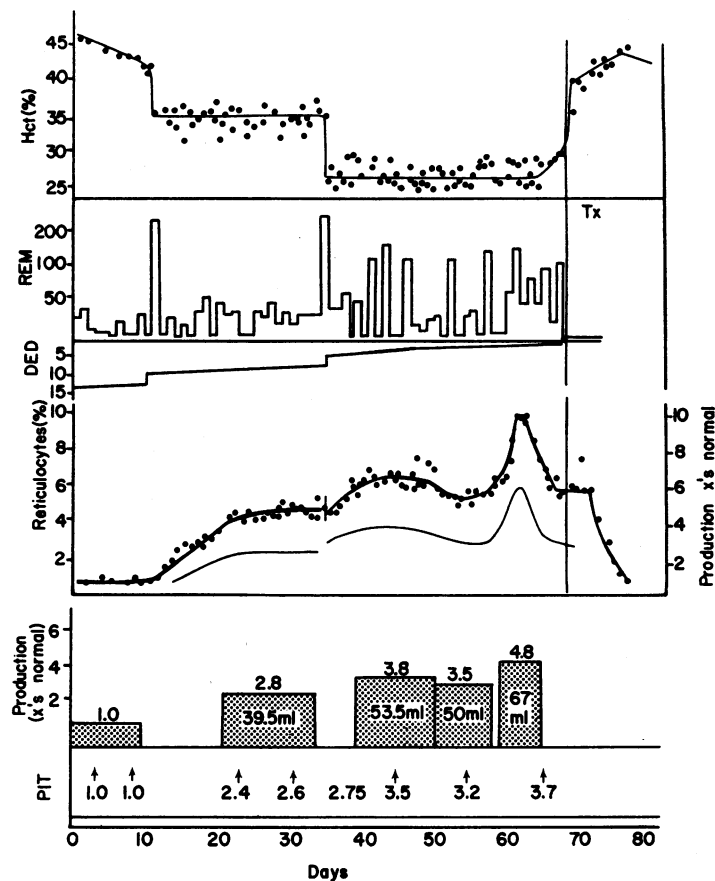 Hct (%)
45
40
35
30
25
Tx
REM
200
100
50
DED
5
10
15
Reticulocytes(%)
10
8
6
4
2
10
8
6
4
2
Production x's normal
Production
(x's normal)
6
4
2
1.0
2.8
39.5ml
3.8
53.5ml
3.5
50ml
4.8
67
ml
PIT
1.0 1.0 2.4 2.6 2.75 3.5 3.2 3.7
0 10 20 30 40 50 60 70 80
Days